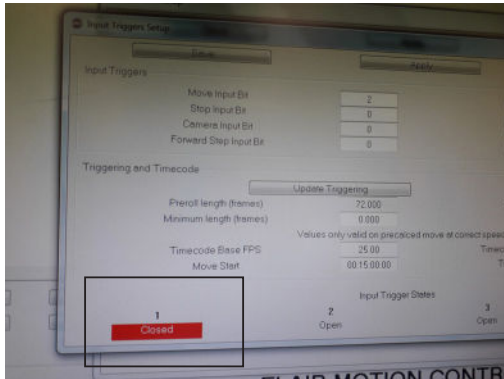 Input Triggers Setup
Save
Apply
Input Triggers
Move Input Bit
2
Stop Input Bit
0
Camera Input Bit
0
Forward Step Input Bit
0
Triggering and Timecode
Update Triggering
Preroll length (frames)
72.000
Minimum length (frames)
0.000
Values only valid on precalced move at correct speed
Timecode Base FPS
25.00
Move Start
00:15:00:00
Input Trigger States
1
2
3
Closed
Open
Open
FLAIR MOTION CONT